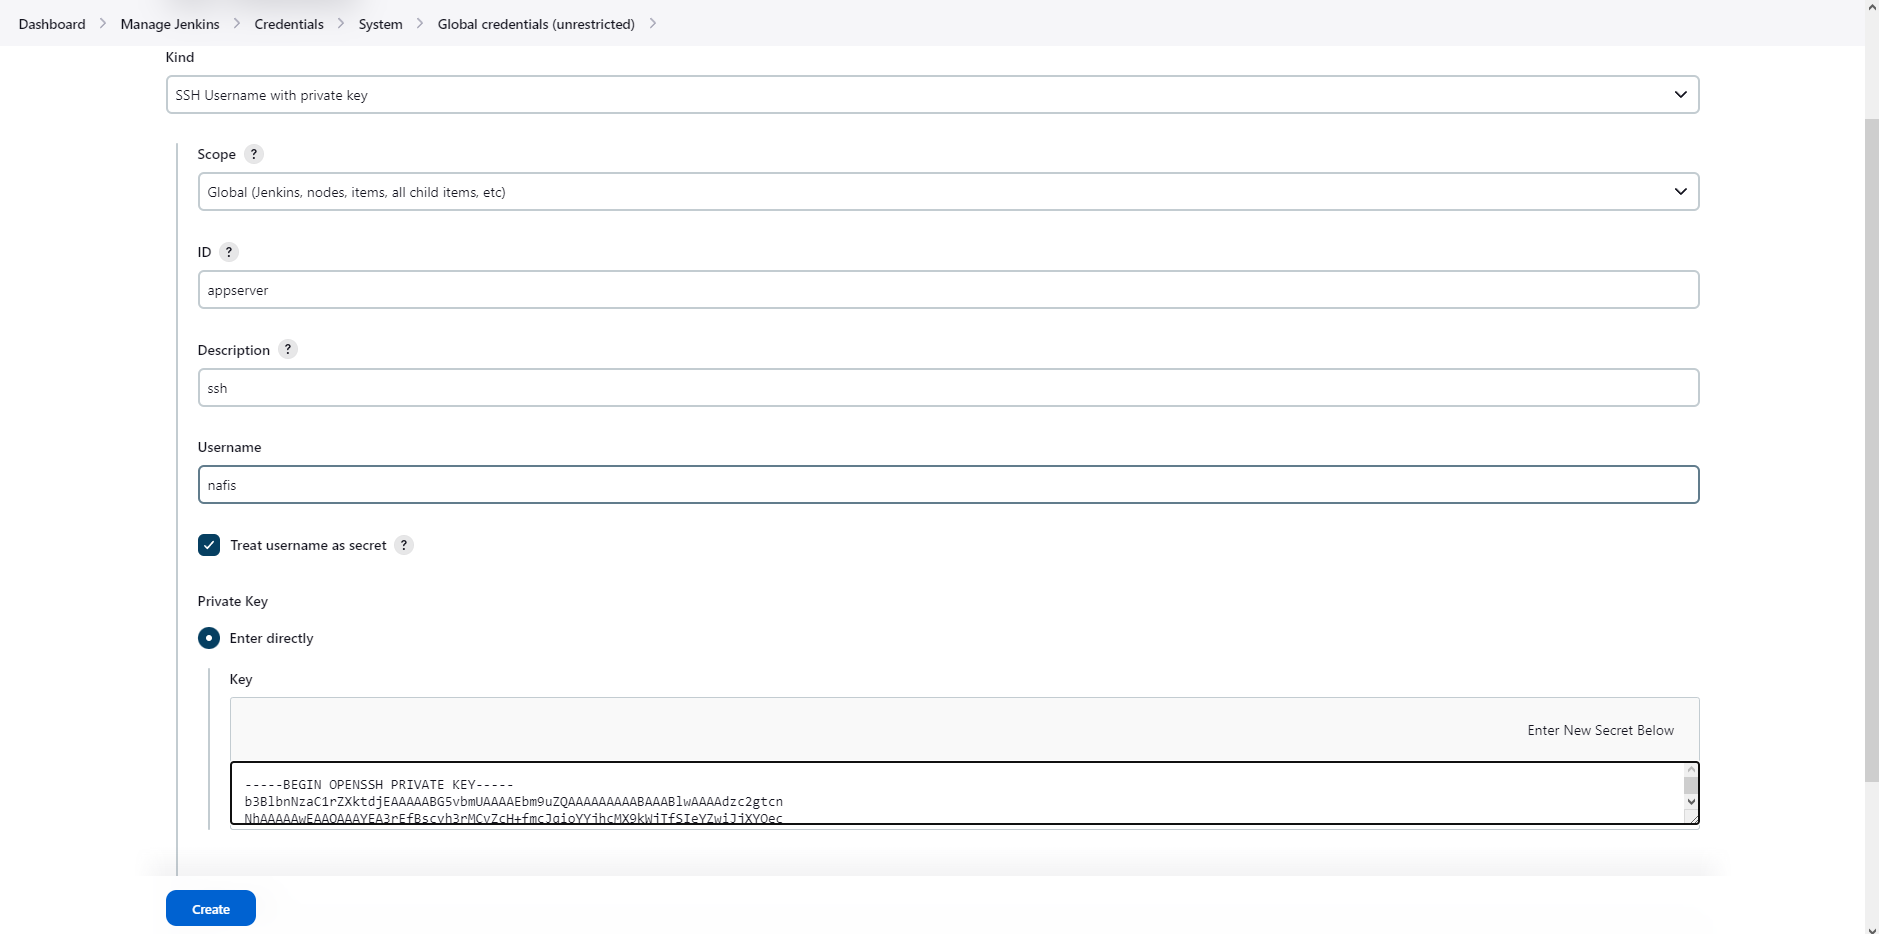 Dashboard > Manage Jenkins > Credentials > System > Global credentials (unrestricted) >
Kind
SSH Username with private key
Scope ?
Global (Jenkins, nodes, items, all child items, etc)
ID ?
appserver
Description ?
ssh
Username
nafis
Treat username as secret ?
Private Key
Enter directly
Key
Enter New Secret Below
-----BEGIN OPENSSH PRIVATE KEY-----
Create